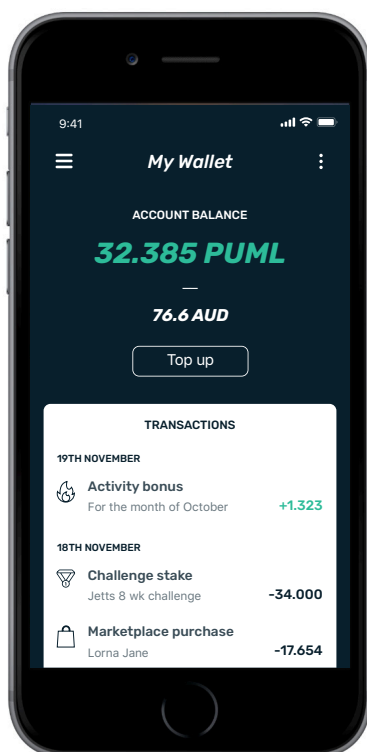 9:41
My Wallet
ACCOUNT BALANCE
32.385 PUML
—
76.6 AUD
Top up
TRANSACTIONS
19TH NOVEMBER
Activity bonus
For the month of October +1.323
18TH NOVEMBER
Challenge stake
Jetts 8 wk challenge -34.000
Marketplace purchase
Lorna Jane -17.654